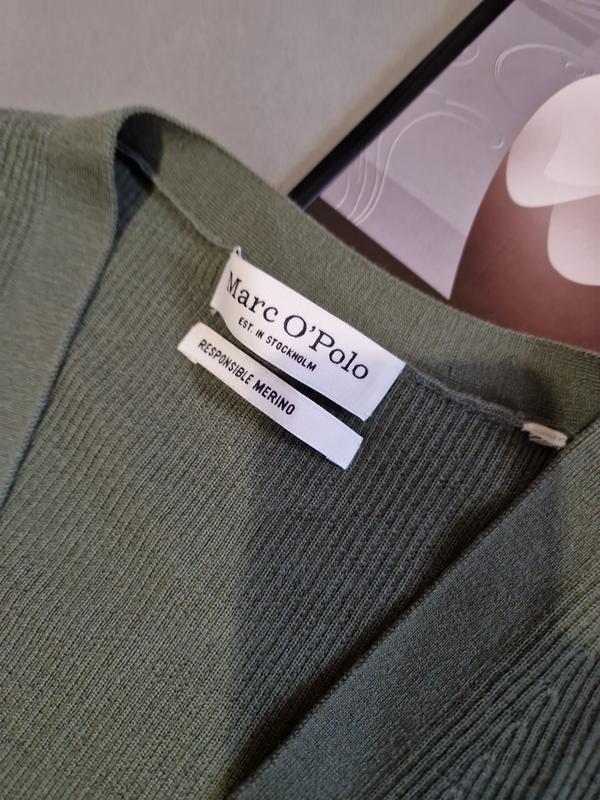 Marc O'Polo
EST. IN STOCKHOLM
RESPONSIBLE MERINO